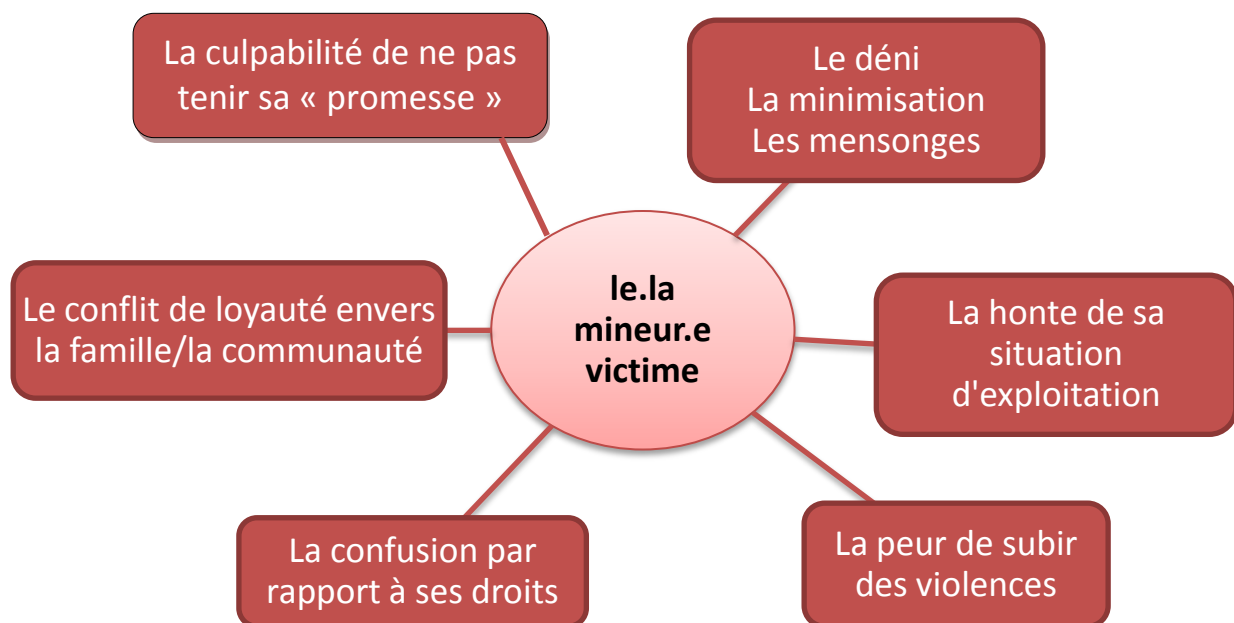 La culpabilité de ne pas
tenir sa « promesse »
Le déni
La minimisation
Les mensonges
Le conflit de loyauté envers
la famille/la communauté
le.la
mineur.e
victime
La honte de sa
situation
d'exploitation
La confusion par
rapport à ses droits
La peur de subir
des violences